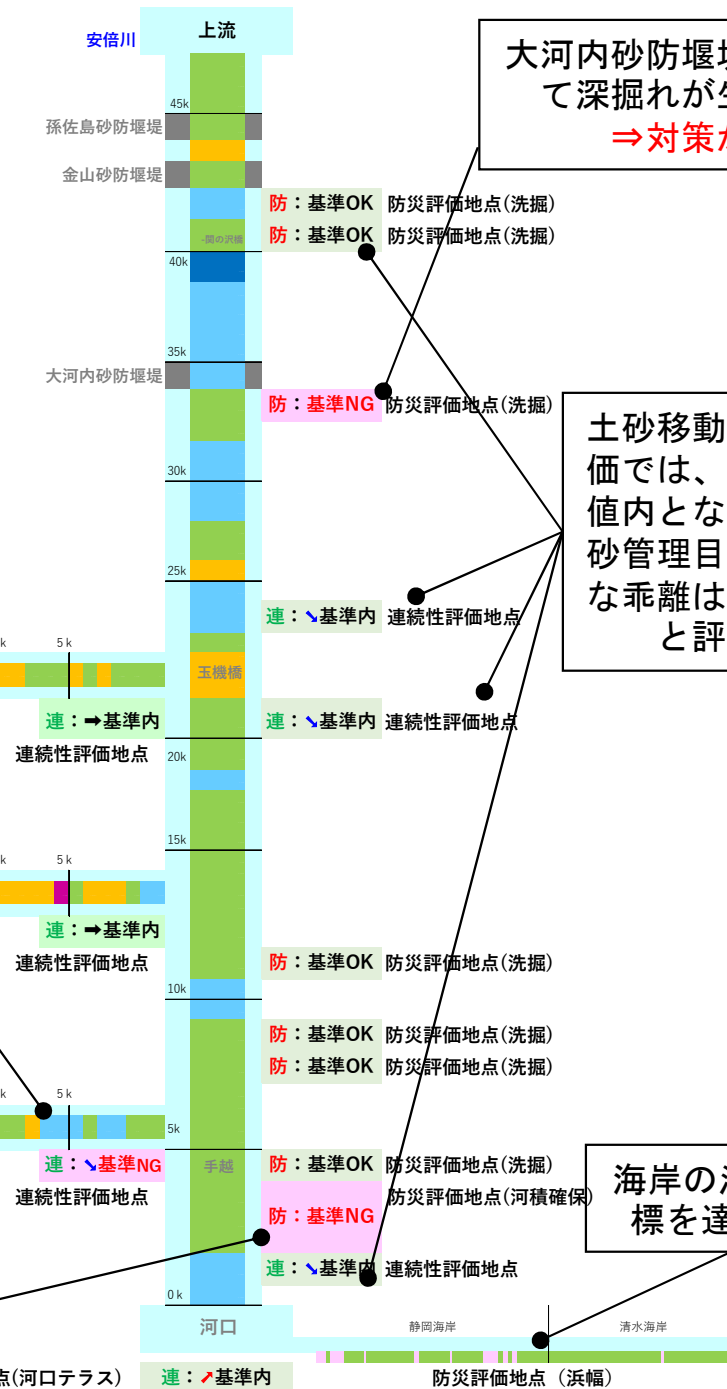 安倍川
上流
大河内砂防堰堤
て深掘れが生
⇒対策が
45k
孫佐島砂防堰堤
金山砂防堰堤
防：基準OK 防災評価地点(洗掘)
防：基準OK 防災評価地点(洗掘)
関の沢橋
40k
35k
大河内砂防堰堤
防：基準NG 防災評価地点(洗掘)
土砂移動
価では、
値内とな
砂管理目
な乖離は
と評
30k
25k
連：➘基準内 連続性評価地点
k 5k
玉機橋
連：➡基準内
連続性評価地点
連：➘基準内 連続性評価地点
20k
15k
k 5k
連：➡基準内
連続性評価地点
防：基準OK 防災評価地点(洗掘)
10k
防：基準OK 防災評価地点(洗掘)
防：基準OK 防災評価地点(洗掘)
k 5k
5k
連：➘基準NG
連続性評価地点
手越
防：基準OK 防災評価地点(洗掘)
防災評価地点(河積確保)
防：基準NG
海岸の
標を達
連：➘基準内 連続性評価地点
0k
河口
静岡海岸
清水海岸
点(河口テラス)
連：➚基準内
防災評価地点（浜幅）